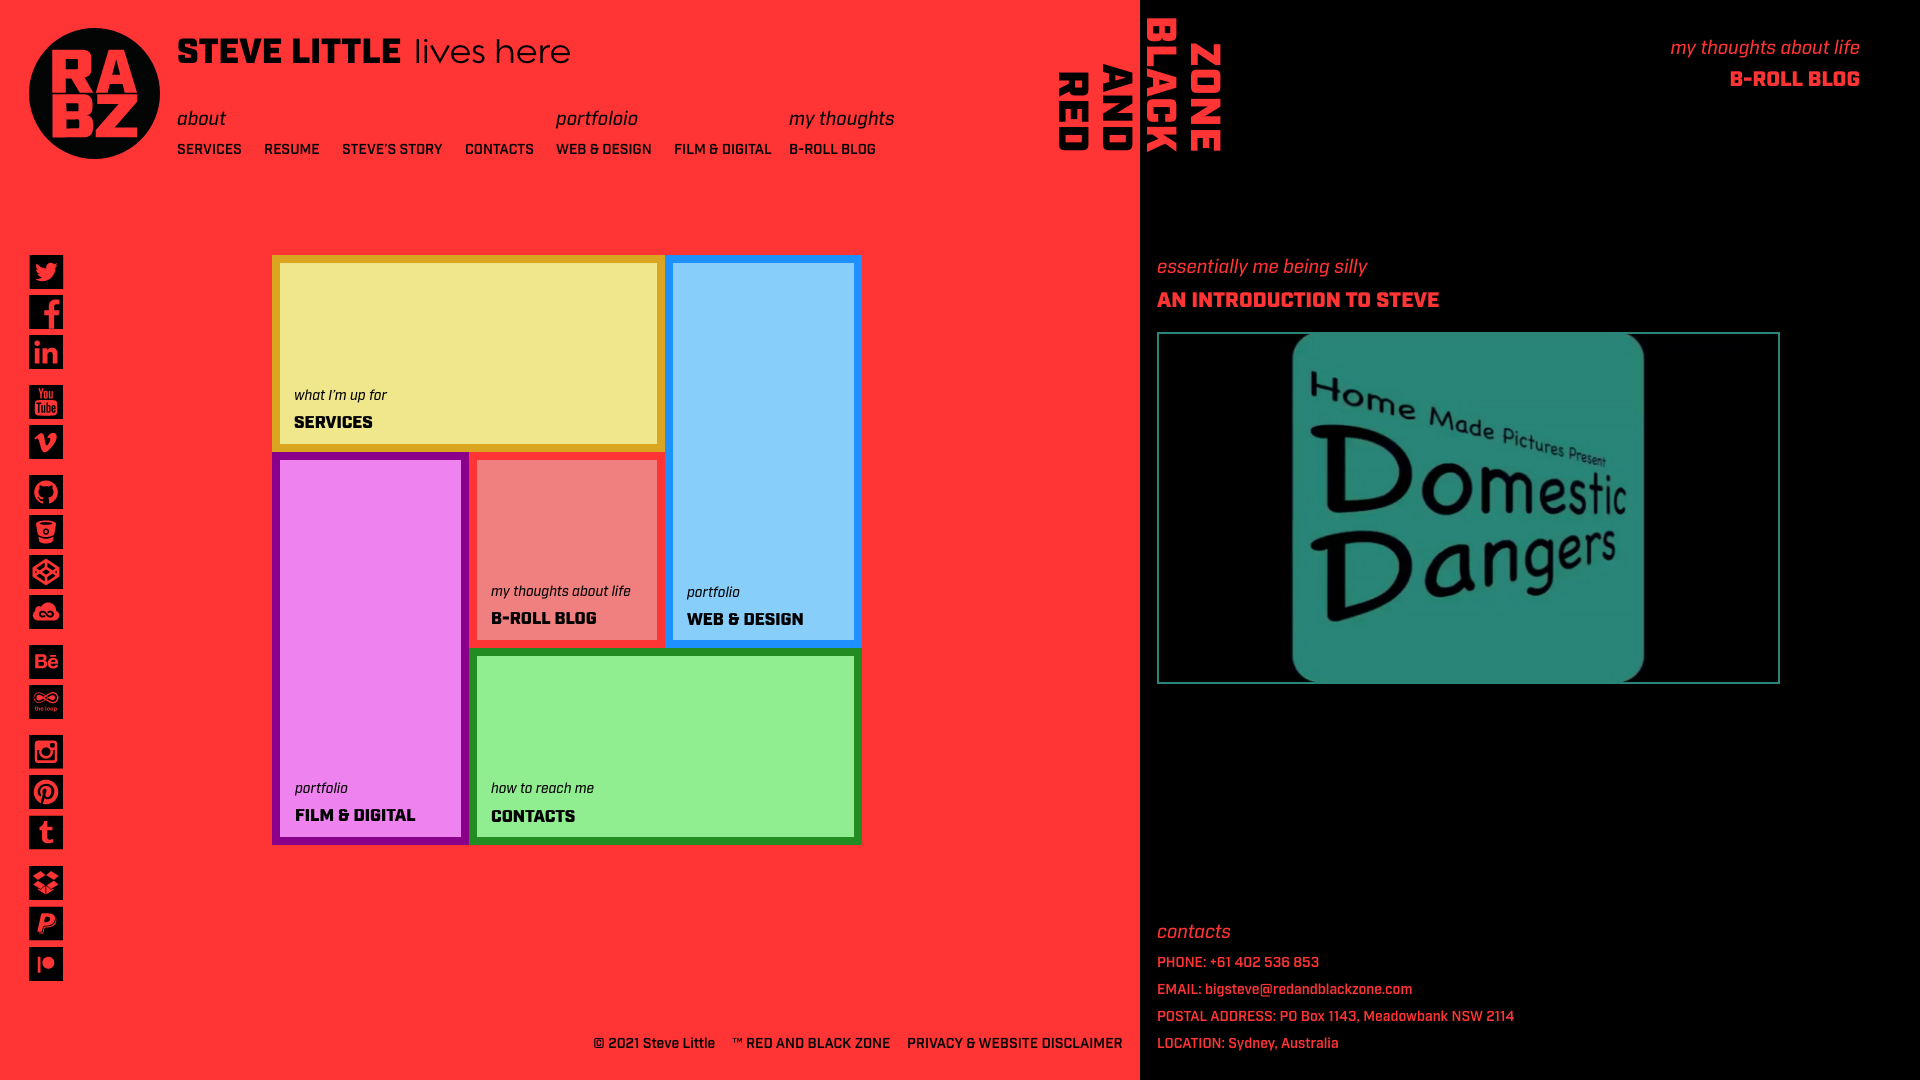 RA
BZ
STEVE LITTLE lives here
about
SERVICES RESUME STEVE'S STORY CONTACTS
portfoloio
WEB & DESIGN FILM & DIGITAL
my thoughts
B-ROLL BLOG
RED
AND
BLACK
ZONE
my thoughts about life
B-ROLL BLOG
You
Tube
in
Bē
the loop
t
what I'm up for
SERVICES
my thoughts about life
B-ROLL BLOG
portfolio
WEB & DESIGN
portfolio
FILM & DIGITAL
how to reach me
CONTACTS
essentially me being silly
AN INTRODUCTION TO STEVE
Home Made Pictures Present
Domestic
Dangers
contacts
PHONE: +61 402 536 853
EMAIL: bigsteve@redandblackzone.com
POSTAL ADDRESS: PO Box 1143, Meadowbank NSW 2114
LOCATION: Sydney, Australia
© 2021 Steve Little ™ RED AND BLACK ZONE PRIVACY & WEBSITE DISCLAIMER